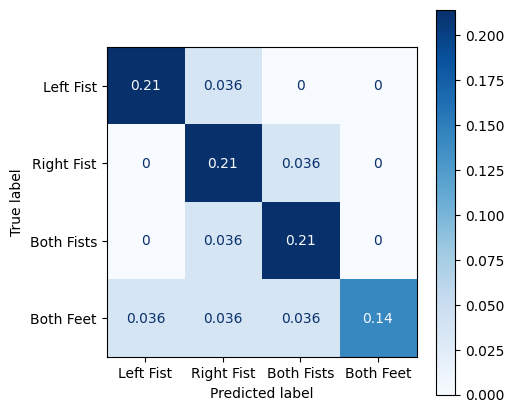 0.200
Left Fist 0.21 0.036 0 0
0.175
0.150
Right Fist 0 0.21 0.036 0
0.125
True label
0.100
Both Fists 0 0.036 0.21 0
0.075
0.050
Both Feet 0.036 0.036 0.036 0.14
0.025
Left Fist Right Fist Both Fists Both Feet
0.000
Predicted label